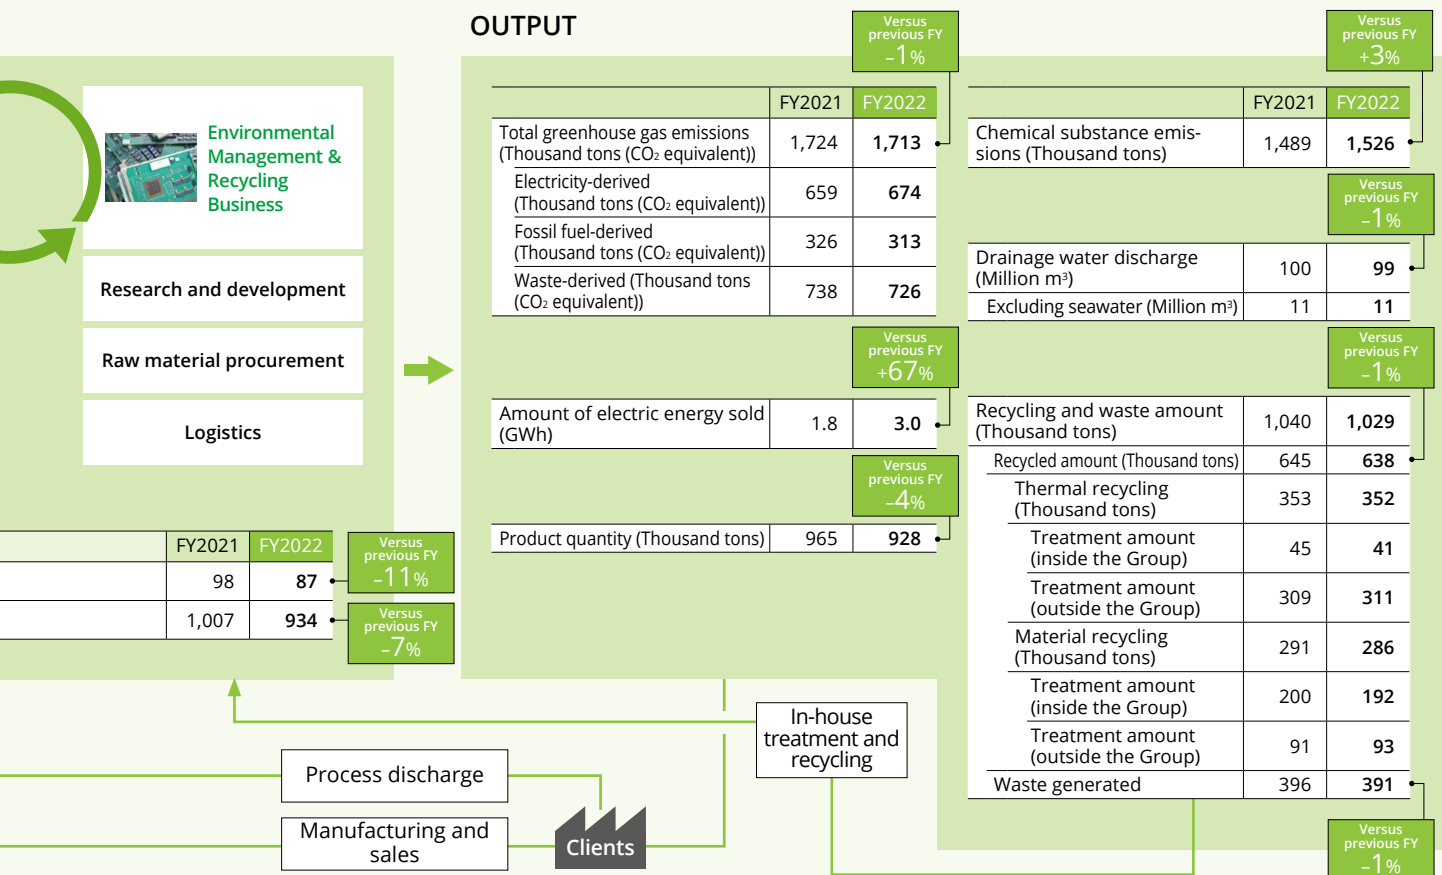 OUTPUT
Environmental
Management &
Recycling
Business
Research and development
Raw material procurement
Logistics
FY2021 FY2022
98 87
Versus
previous FY
–11%
1,007 934
Versus
previous FY
–7%
Versus
previous FY
–1%
FY2021 FY2022
Total greenhouse gas emissions
(Thousand tons (CO2 equivalent))
1,724 1,713
Electricity-derived
(Thousand tons (CO2 equivalent))
659 674
Fossil fuel-derived
(Thousand tons (CO2 equivalent))
326 313
Waste-derived (Thousand tons
(CO2 equivalent))
738 726
Versus
previous FY
+67%
Amount of electric energy sold
(GWh)
1.8 3.0
Versus
previous FY
–4%
Product quantity (Thousand tons) 965 928
Versus
previous FY
+3%
FY2021 FY2022
Chemical substance emis-
sions (Thousand tons)
1,489 1,526
Versus
previous FY
–1%
Drainage water discharge
(Million m3)
100 99
Excluding seawater (Million m3) 11 11
Versus
previous FY
–1%
Recycling and waste amount
(Thousand tons)
1,040 1,029
Recycled amount (Thousand tons) 645 638
Thermal recycling
(Thousand tons)
353 352
Treatment amount
(inside the Group)
45 41
Treatment amount
(outside the Group)
309 311
Material recycling
(Thousand tons)
291 286
Treatment amount
(inside the Group)
200 192
Treatment amount
(outside the Group)
91 93
Waste generated 396 391
Versus
previous FY
–1%
In-house
treatment and
recycling
Process discharge
Manufacturing and
sales
Clients